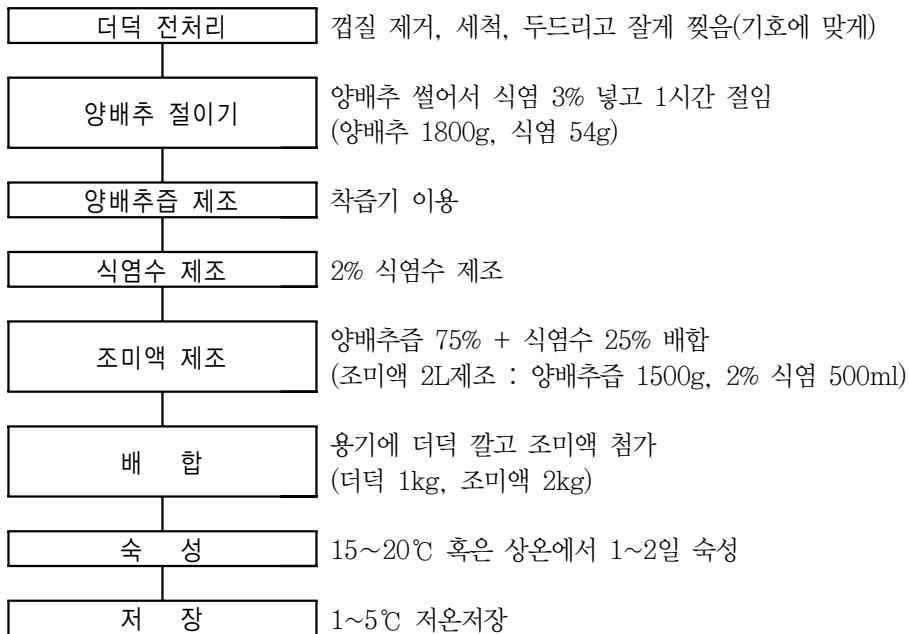 더덕 전처리 껍질 제거, 세척, 두드리고 잘게 찢음(기호에 맞게)
양배추 썰어서 식염 3% 넣고 1시간 절임
양배추 절이기
(양배추 1800g, 식염 54g)
양배추즙 제조 착즙기 이용
식염수 제조 2% 식염수 제조
양배추즙 75% + 식염수 25% 배합
조미액 제조
(조미액 2L제조 : 양배추즙 1500g, 2% 식염 500ml)
용기에 더덕 깔고 조미액 첨가
배 합
(더덕 1kg, 조미액 2kg)
숙 성 15~20℃ 혹은 상온에서 1~2일 숙성
저 장 1~5℃ 저온저장